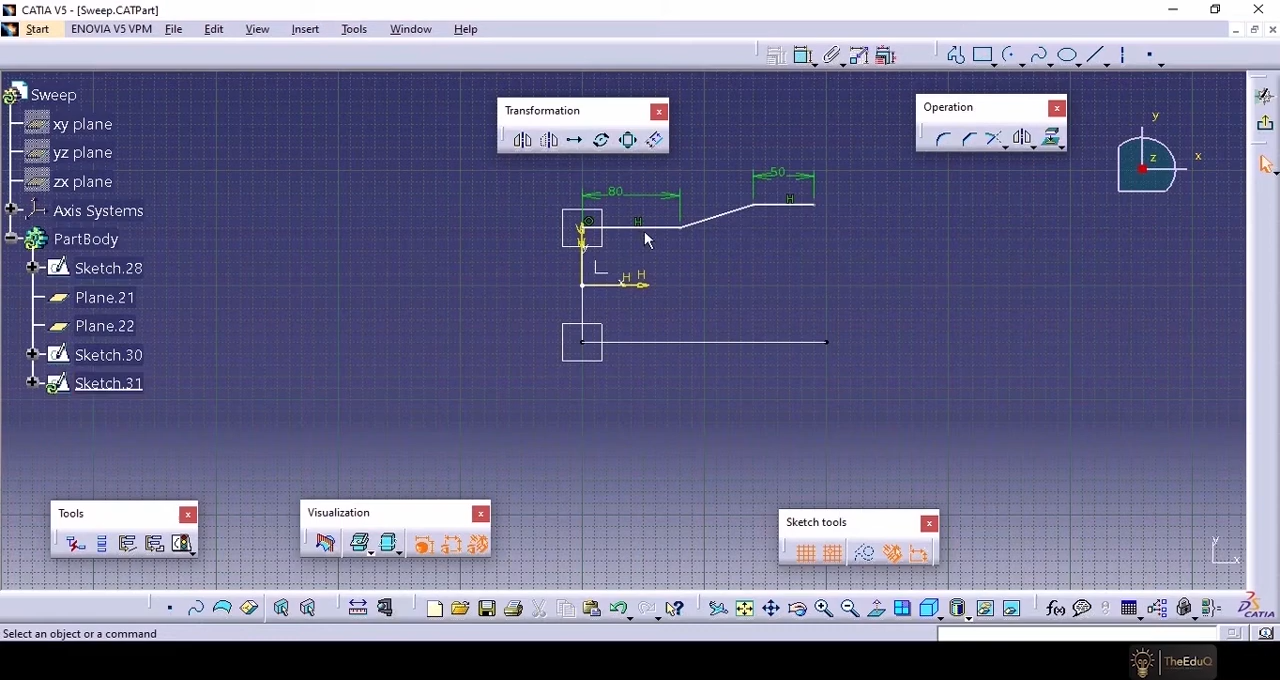 CATIA V5 - [Sweep.CATPart]
Start ENOVIA V5 VPM File Edit View Insert Tools Window Help
Sweep
xy plane
yz plane
zx plane
Axis Systems
PartBody
Sketch.28
Plane.21
Plane.22
Sketch.30
Sketch.31
Transformation
Operation
y
x
z
80
50
H
H
H H
x
y
Tools
Visualization
Sketch tools
y
x
f(x)
CATIA
Select an object or a command
TheEduQ